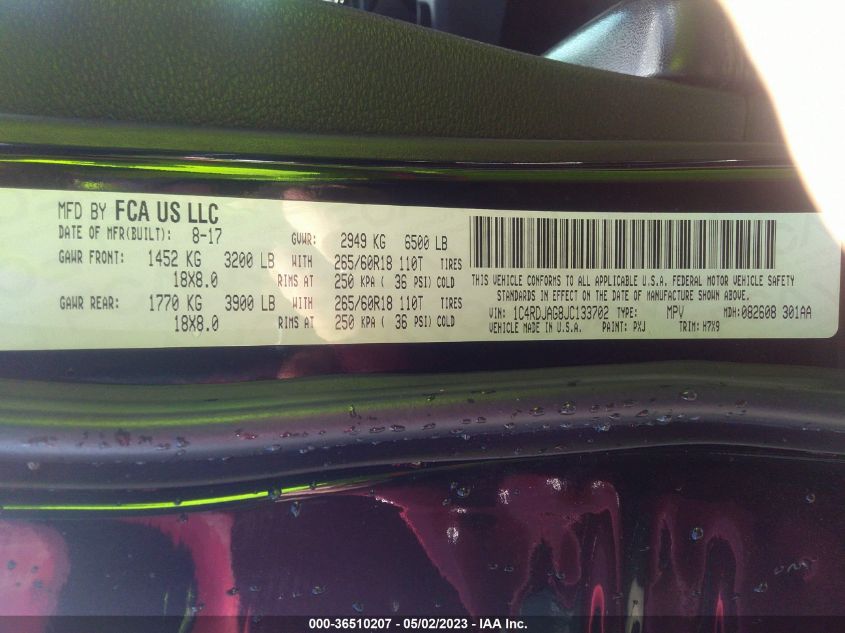 MFD BY FCA US LLC
DATE OF MFR(BUILT): 8-17 GVWR: 2949 KG 6500 LB
GAWR FRONT: 1452 KG 3200 LB WITH 265/60R18 110T TIRES
18X8.0 RIMS AT 250 KPA ( 36 PSI) COLD
GAWR REAR: 1770 KG 3900 LB WITH 265/60R18 110T TIRES
18X8.0 RIMS AT 250 KPA ( 36 PSI) COLD
THIS VEHICLE CONFORMS TO ALL APPLICABLE U.S.A. FEDERAL MOTOR VEHICLE SAFETY
STANDARDS IN EFFECT ON THE DATE OF MANUFACTURE SHOWN ABOVE.
VIN: 1C4RDJAG8JC133702 TYPE: MPV MDH: 082608 301AA
VEHICLE MADE IN U.S.A. PAINT: PXJ TRIM: H7X9
000-36510207 - 05/02/2023 - IAA Inc.